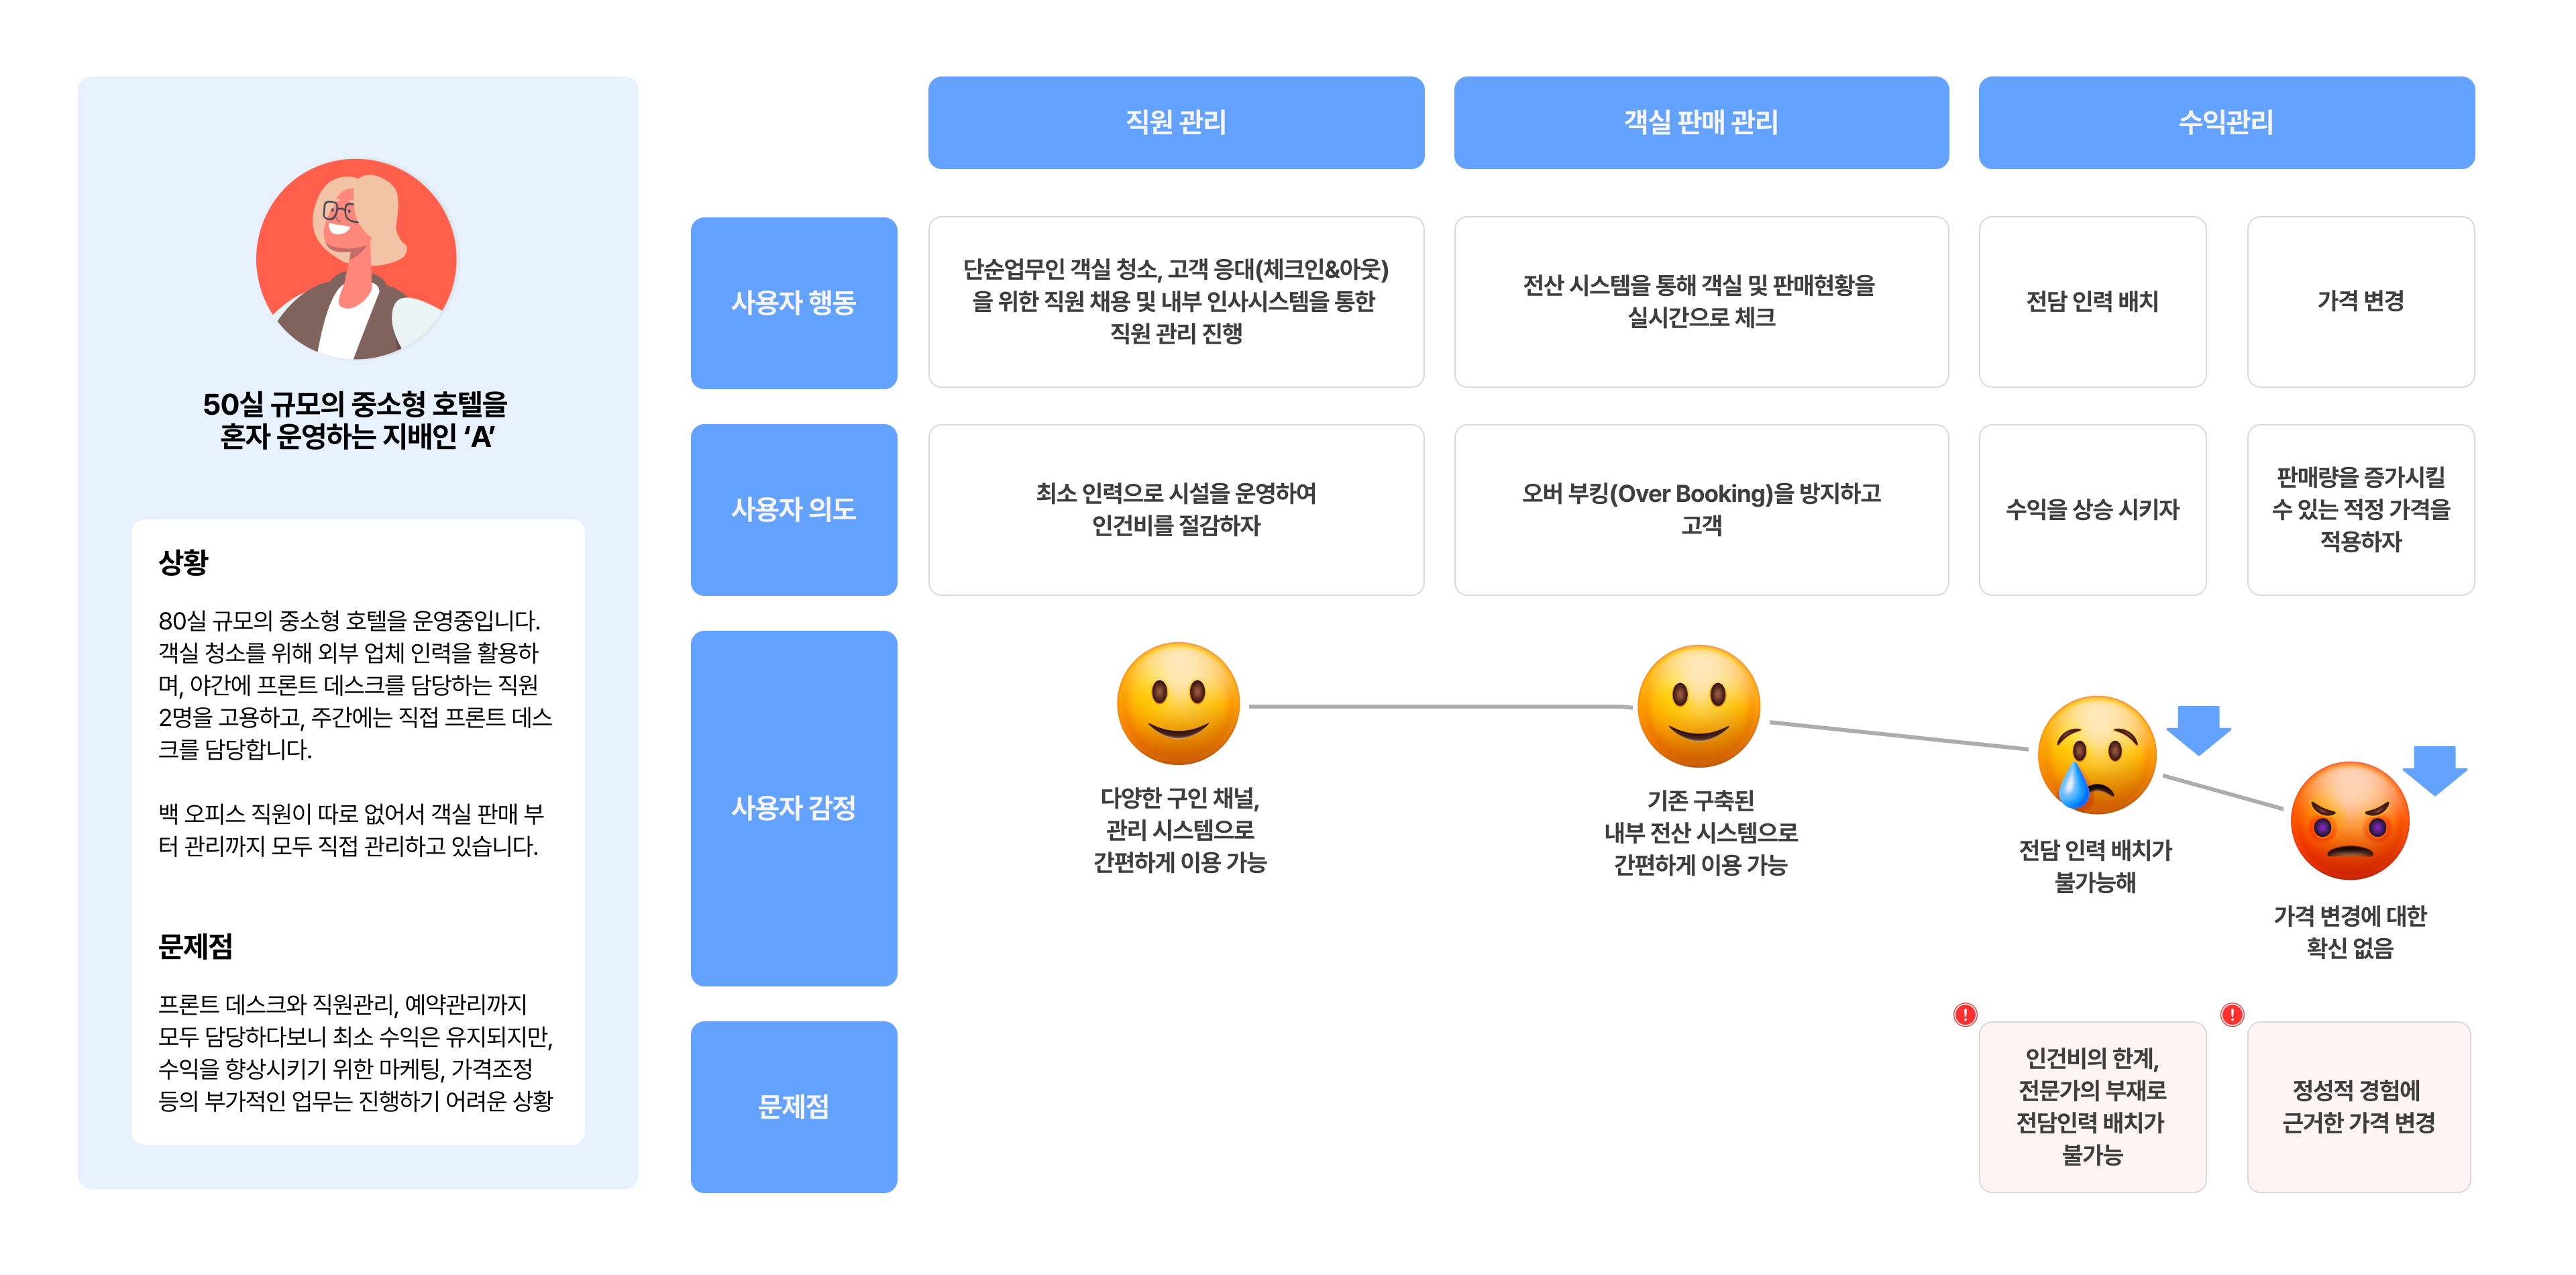 50실 규모의 중소형 호텔을
혼자 운영하는 지배인 ‘A’
상황
80실 규모의 중소형 호텔을 운영중입니다.
객실 청소를 위해 외부 업체 인력을 활용하
며, 야간에 프론트 데스크를 담당하는 직원
2명을 고용하고, 주간에는 직접 프론트 데스
크를 담당합니다.
백 오피스 직원이 따로 없어서 객실 판매 부
터 관리까지 모두 직접 관리하고 있습니다.
문제점
프론트 데스크와 직원관리, 예약관리까지
모두 담당하다보니 최소 수익은 유지되지만,
수익을 향상시키기 위한 마케팅, 가격조정
등의 부가적인 업무는 진행하기 어려운 상황
직원 관리
객실 판매 관리
수익관리
사용자 행동
단순업무인 객실 청소, 고객 응대(체크인&아웃)
을 위한 직원 채용 및 내부 인사시스템을 통한
직원 관리 진행
전산 시스템을 통해 객실 및 판매현황을
실시간으로 체크
전담 인력 배치
가격 변경
사용자 의도
최소 인력으로 시설을 운영하여
인건비를 절감하자
오버 부킹(Over Booking)을 방지하고
고객
수익을 상승 시키자
판매량을 증가시킬
수 있는 적정 가격을
적용하자
사용자 감정
다양한 구인 채널,
관리 시스템으로
간편하게 이용 가능
기존 구축된
내부 전산 시스템으로
간편하게 이용 가능
전담 인력 배치가
불가능해
가격 변경에 대한
확신 없음
문제점
!
인건비의 한계,
전문가의 부재로
전담인력 배치가
불가능
!
정성적 경험에
근거한 가격 변경